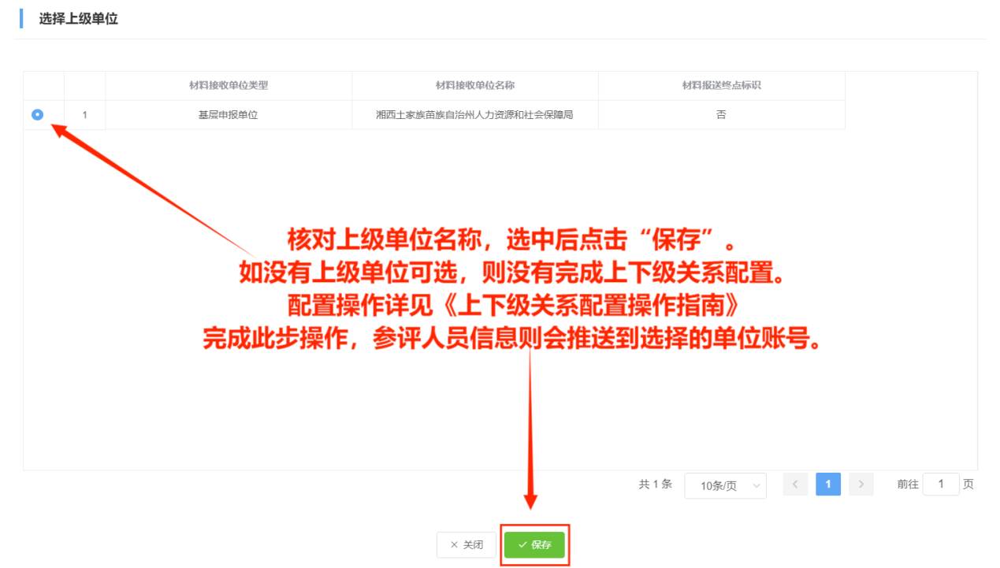 选择上级单位
材料接收单位类型 材料接收单位名称 材料报送终点标识
1 基层申报单位 湘西土家族苗族自治州人力资源和社会保障局 否
核对上级单位名称，选中后点击“保存”。
如没有上级单位可选，则没有完成上下级关系配置。
配置操作详见《上下级关系配置操作指南》
完成此步操作，参评人员信息则会推送到选择的单位账号。
共 1 条 10条/页 < 1 > 前往 1 页
× 关闭 ✓ 保存